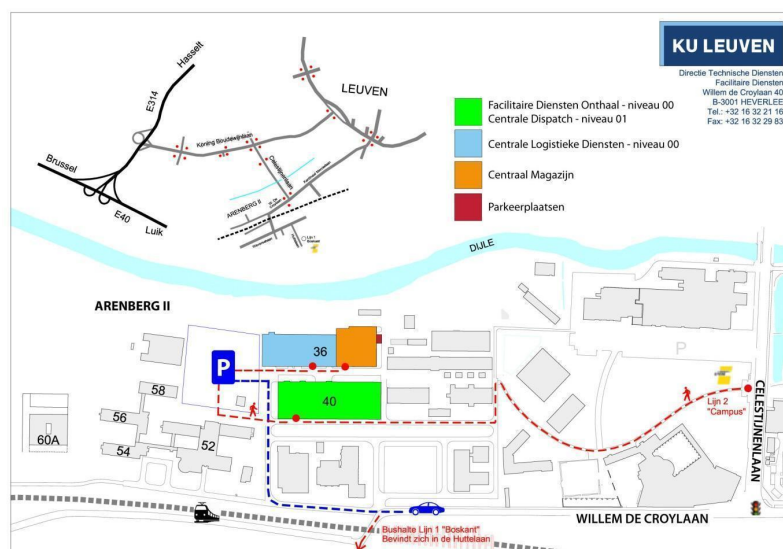 KU LEUVEN
Directie Technische Diensten
Facilitaire Diensten
Willem de Croylaan 40
B-3001 HEVERLEE
Tel.: +32 16 32 21 16
Fax: +32 16 32 29 83
Hasselt
E314
LEUVEN
Koning Boudewijnlaan
Celestijnenlaan
Brussel
E40
Luik
ARENBERG II
Facilitaire Diensten Onthaal - niveau 00
Centrale Dispatch - niveau 01
Centrale Logistieke Diensten - niveau 00
Centraal Magazijn
Parkeerplaatsen
DIJLE
ARENBERG II
P
36
P
40
58
56
54
52
60A
Lijn 2
"Campus"
CELESTIJNENLAAN
WILLEM DE CROYLAAN
Bushalte Lijn 1 "Boskant"
Bevindt zich in de Huttelaan